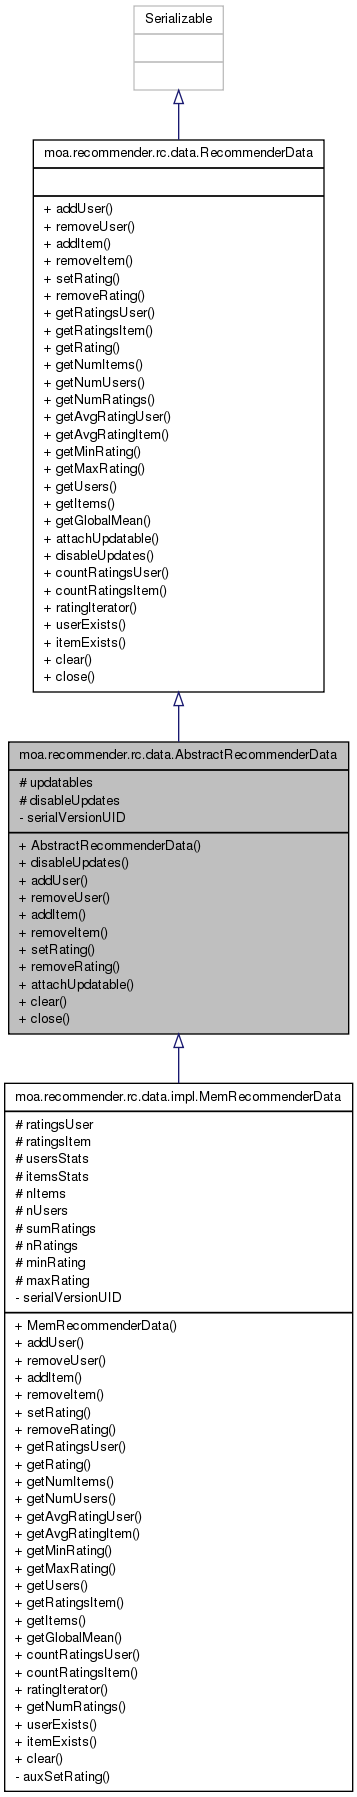 Serializable
moa.recommender.rc.data.RecommenderData
+ addUser()
+ removeUser()
+ addItem()
+ removeItem()
+ setRating()
+ removeRating()
+ getRatingsUser()
+ getRatingsItem()
+ getRating()
+ getNumItems()
+ getNumUsers()
+ getNumRatings()
+ getAvgRatingUser()
+ getAvgRatingItem()
+ getMinRating()
+ getMaxRating()
+ getUsers()
+ getItems()
+ getGlobalMean()
+ attachUpdatable()
+ disableUpdates()
+ countRatingsUser()
+ countRatingsItem()
+ ratingIterator()
+ userExists()
+ itemExists()
+ clear()
+ close()
moa.recommender.rc.data.AbstractRecommenderData
# updatables
# disableUpdates
- serialVersionUID
+ AbstractRecommenderData()
+ disableUpdates()
+ addUser()
+ removeUser()
+ addItem()
+ removeItem()
+ setRating()
+ removeRating()
+ attachUpdatable()
+ clear()
+ close()
moa.recommender.rc.data.impl.MemRecommenderData
# ratingsUser
# ratingsItem
# usersStats
# itemsStats
# nItems
# nUsers
# sumRatings
# nRatings
# minRating
# maxRating
- serialVersionUID
+ MemRecommenderData()
+ addUser()
+ removeUser()
+ addItem()
+ removeItem()
+ setRating()
+ removeRating()
+ getRatingsUser()
+ getRating()
+ getNumItems()
+ getNumUsers()
+ getAvgRatingUser()
+ getAvgRatingItem()
+ getMinRating()
+ getMaxRating()
+ getUsers()
+ getRatingsItem()
+ getItems()
+ getGlobalMean()
+ countRatingsUser()
+ countRatingsItem()
+ ratingIterator()
+ getNumRatings()
+ userExists()
+ itemExists()
+ clear()
- auxSetRating()